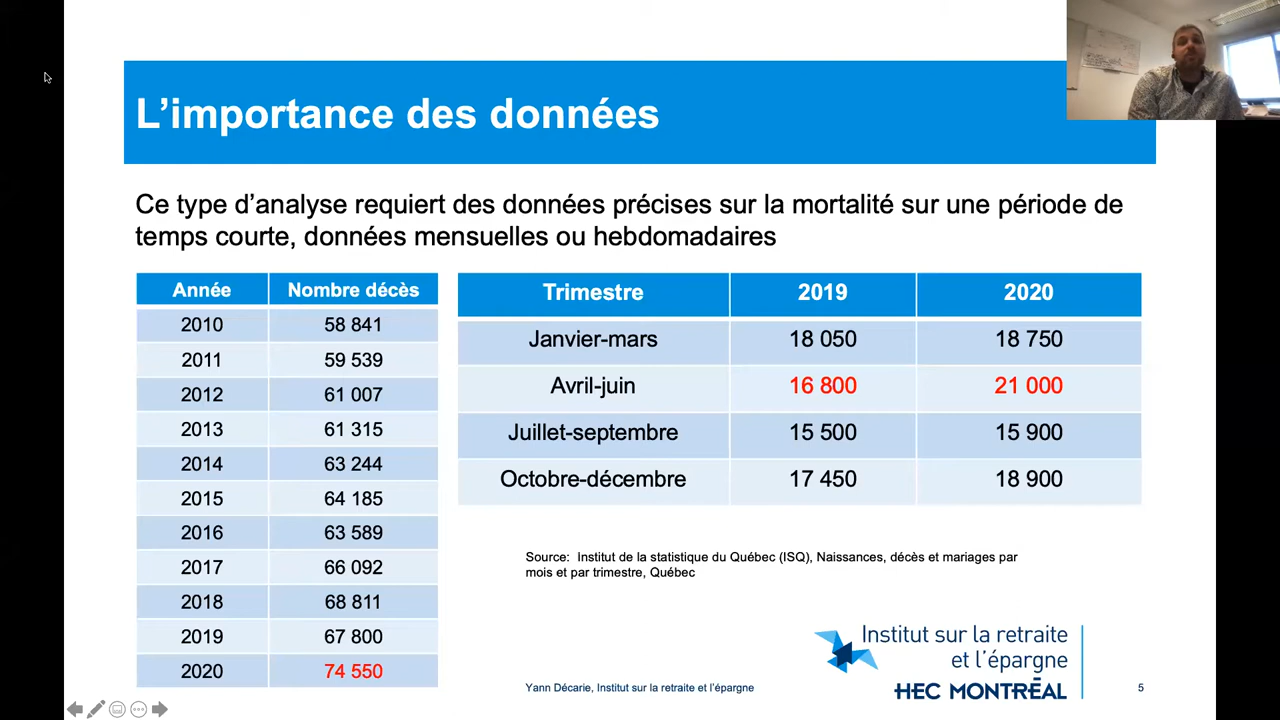 L’importance des données
Ce type d’analyse requiert des données précises sur la mortalité sur une période de
temps courte, données mensuelles ou hebdomadaires
Année Nombre décès
2010 58 841
2011 59 539
2012 61 007
2013 61 315
2014 63 244
2015 64 185
2016 63 589
2017 66 092
2018 68 811
2019 67 800
2020 74 550
Trimestre 2019 2020
Janvier-mars 18 050 18 750
Avril-juin 16 800 21 000
Juillet-septembre 15 500 15 900
Octobre-décembre 17 450 18 900
Source: Institut de la statistique du Québec (ISQ), Naissances, décès et mariages par
mois et par trimestre, Québec
Institut sur la retraite
et l’épargne
HEC MONTRÉAL
Yann Décarie, Institut sur la retraite et l’épargne
5